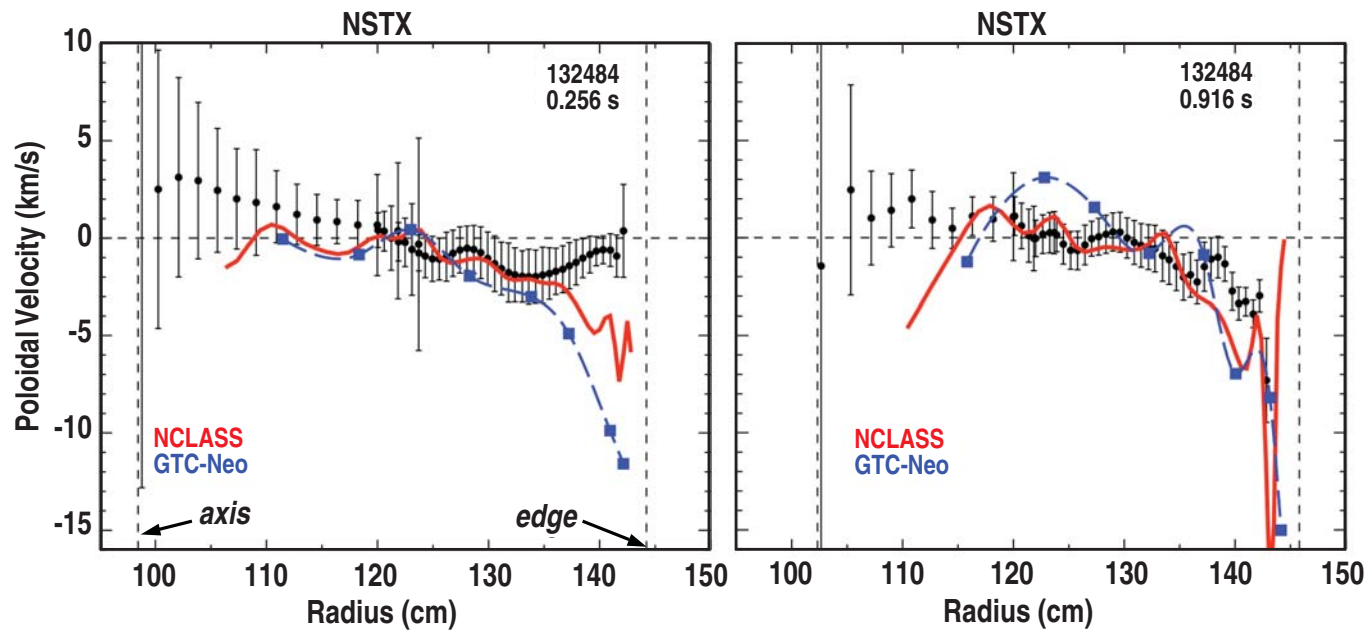 NSTX
132484
0.256 s
10
5
0
-5
-10
-15
Poloidal Velocity (km/s)
NCLASS
GTC-Neo
axis
edge
100 110 120 130 140 150
Radius (cm)
NSTX
132484
0.916 s
NCLASS
GTC-Neo
100 110 120 130 140 150
Radius (cm)